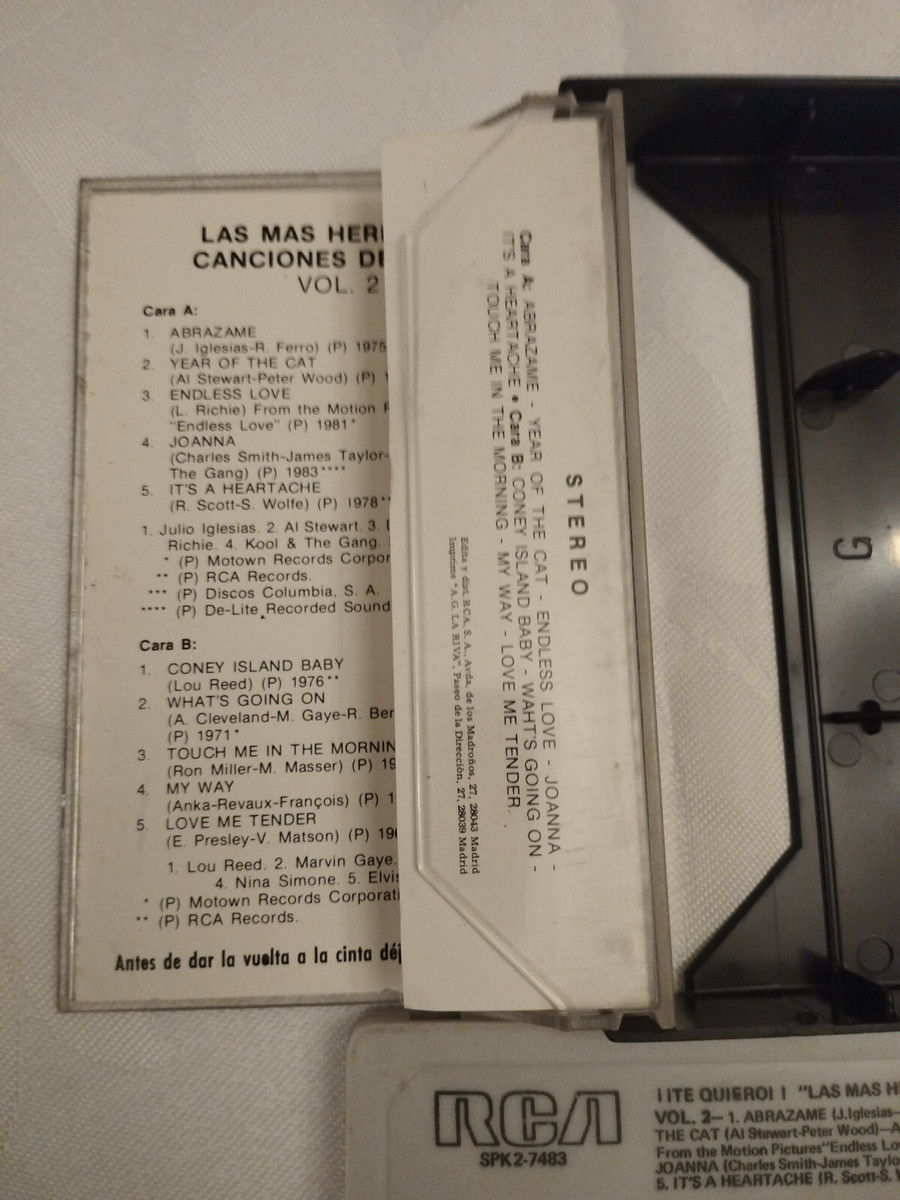 LAS MAS HER
CANCIONES DE
VOL. 2
Cara A:
1. ABRAZAME
(J. Iglesias-R. Ferro) (P) 1975
2. YEAR OF THE CAT
(Al Stewart-Peter Wood) (P) 1
3. ENDLESS LOVE
(L. Richie) From the Motion P
"Endless Love" (P) 1981*
4. JOANNA
(Charles Smith-James Taylor-
The Gang) (P) 1983****
5. IT'S A HEARTACHE
(R. Scott-S. Wolfe) (P) 1978**
1. Julio Iglesias. 2. Al Stewart. 3.
Richie. 4. Kool & The Gang.
* (P) Motown Records Corpor
** (P) RCA Records.
*** (P) Discos Columbia, S. A.
**** (P) De-Lite Recorded Sound
Cara B:
1. CONEY ISLAND BABY
(Lou Reed) (P) 1976**
2. WHAT'S GOING ON
(A. Cleveland-M. Gaye-R. Ben
(P) 1971*
3. TOUCH ME IN THE MORNIN
(Ron Miller-M. Masser) (P) 19
4. MY WAY
(Anka-Revaux-François) (P) 1
5. LOVE ME TENDER
(E. Presley-V. Matson) (P) 19
1. Lou Reed. 2. Marvin Gaye.
4. Nina Simone. 5. Elvis
* (P) Motown Records Corporati
** (P) RCA Records.
Antes de dar la vuelta a la cinta déj
STEREO
Cara A: ABRAZAME - YEAR OF THE CAT - ENDLESS LOVE - JOANNA -
IT'S A HEARTACHE • Cara B: CONEY ISLAND BABY - WAHT'S GOING ON -
TOUCH ME IN THE MORNING - MY WAY - LOVE ME TENDER.
Edita y dist. RCA, S. A., Avda. de los Madroños, 27. 28043 Madrid
Imprime "A. G. LA RIVA". Paseo de la Dirección, 27. 28039 Madrid
RCA
SPK2-7483
¡¡TE QUIERO!! "LAS MAS H
VOL. 2– 1. ABRAZAME (J.Iglesias–
THE CAT (Al Stewart-Peter Wood)–A
From the Motion Pictures"Endless Lo
JOANNA (Charles Smith-James Taylo
5. IT'S A HEARTACHE (R. Scott-S.